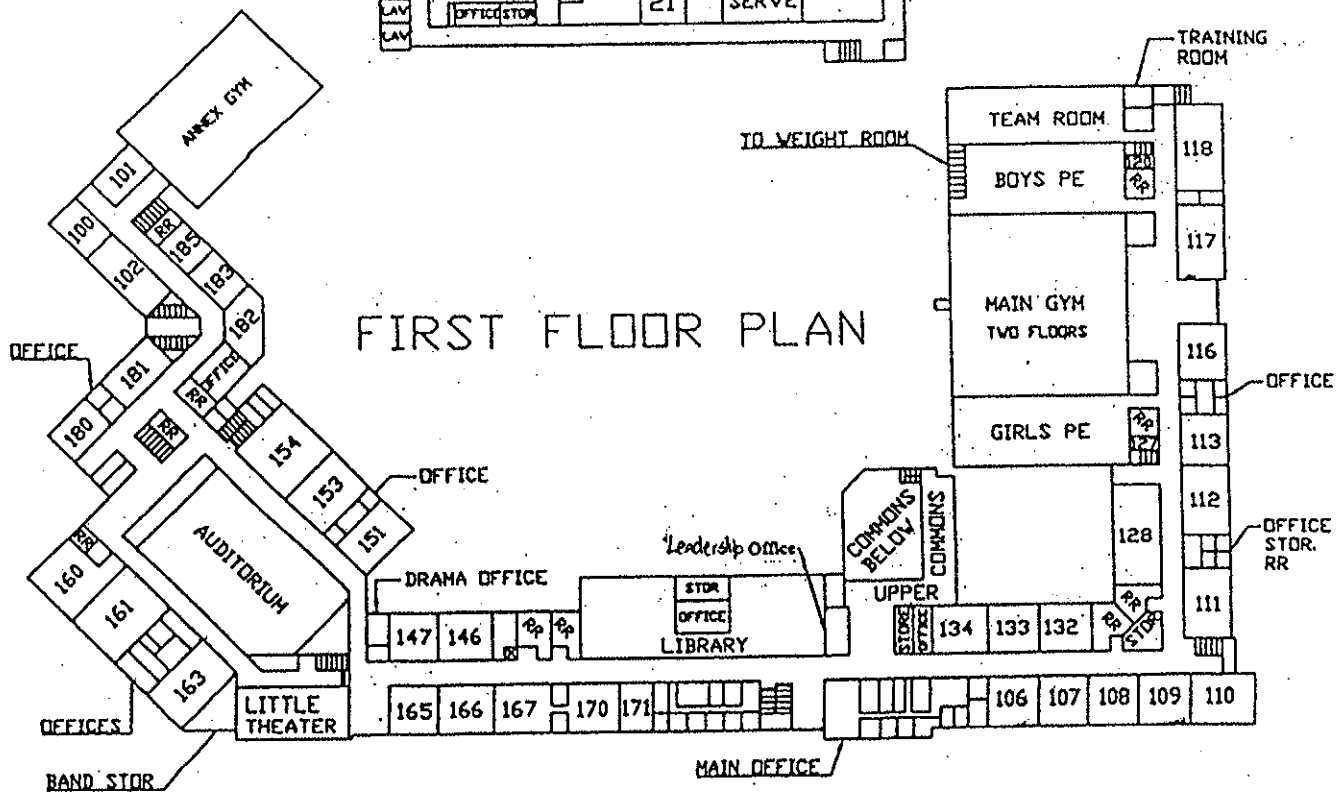 LAV
OFFICE STOR
21
SERVE
LAV
TRAINING
ROOM
ANNEX GYM
TEAM ROOM
TO WEIGHT ROOM
118
101
BOYS PE
120
RR
100
RR
185
102
183
117
182
FIRST FLOOR PLAN
MAIN GYM
TWO FLOORS
OFFICE
181
OFFICE
116
RR
OFFICE
180
RR
GIRLS PE
RR
127
113
154
153
OFFICE
112
151
COMMONS
BELOW
COMMONS
128
OFFICE
STOR.
RR
AUDITORIUM
RR
160
"Leadership Office
161
DRAMA OFFICE
STOR
UPPER
111
OFFICE
RR
147
146
RR
RR
LIBRARY
STORE
OFFICE
134
133
132
RR
STOR
163
LITTLE
THEATER
165
166
167
170
171
106
107
108
109
110
OFFICES
MAIN OFFICE
BAND STOR